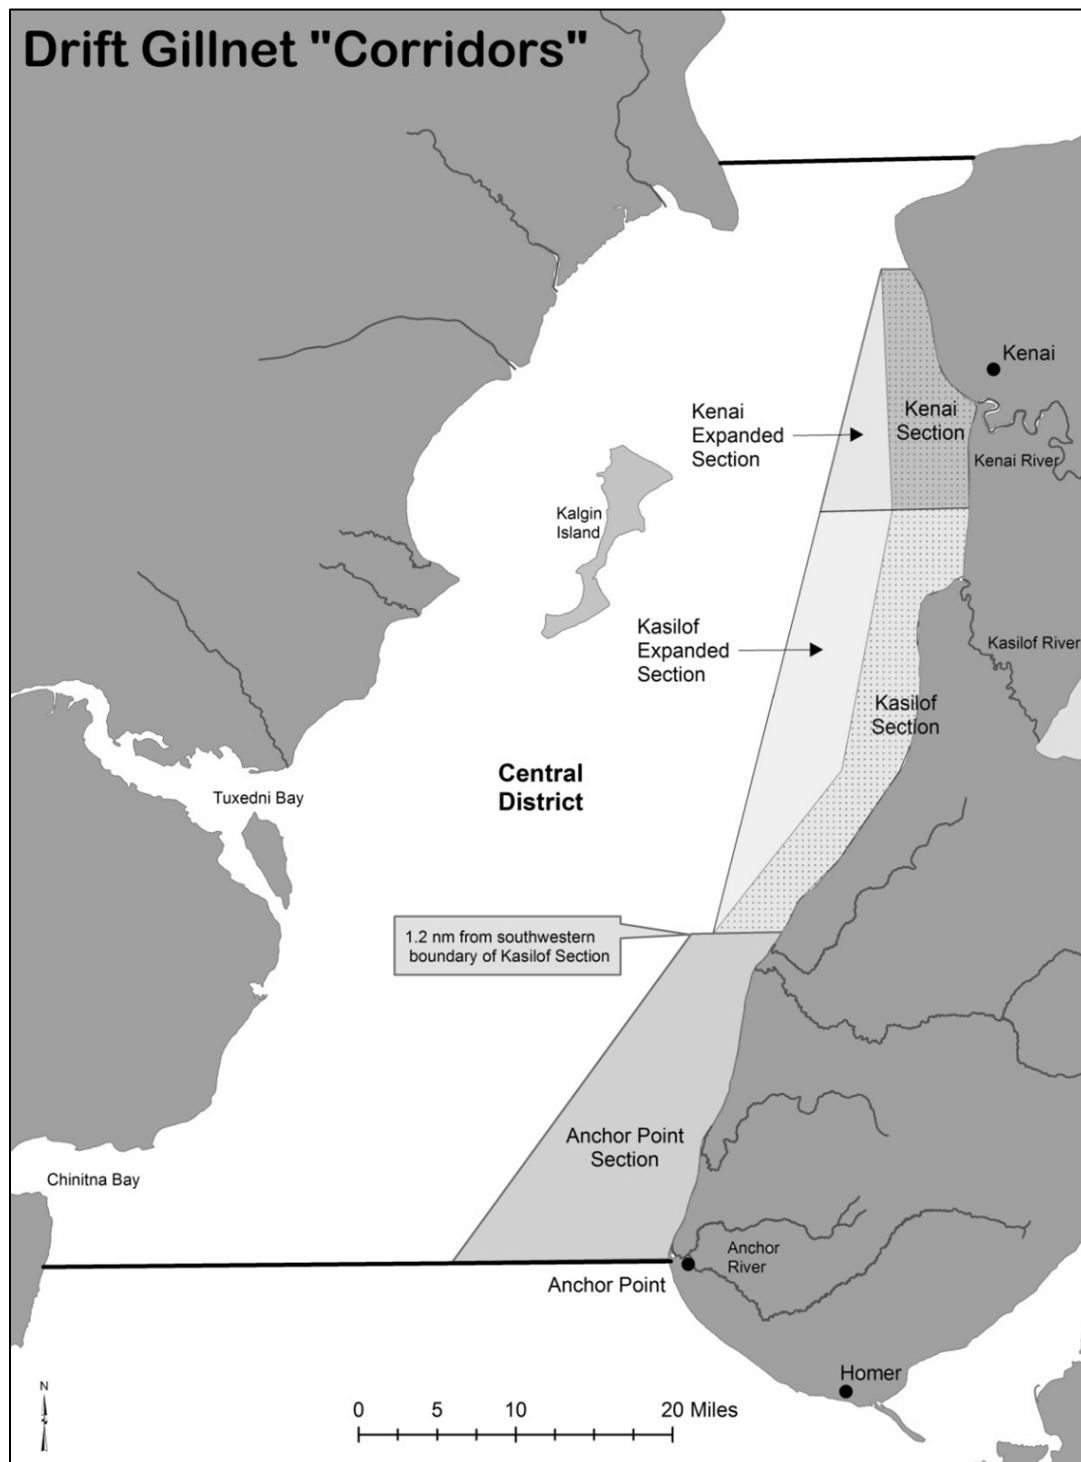 Drift Gillnet "Corridors"
Kenai
Kenai
Expanded
Section
Kenai
Section
Kenai River
Kalgin
Island
Kasilof
Expanded
Section
Kasilof River
Kasilof
Section
Central
District
Tuxedni Bay
1.2 nm from southwestern
boundary of Kasilof Section
Anchor Point
Section
Chinitna Bay
Anchor
River
Anchor Point
Homer
N
0 5 10 20 Miles